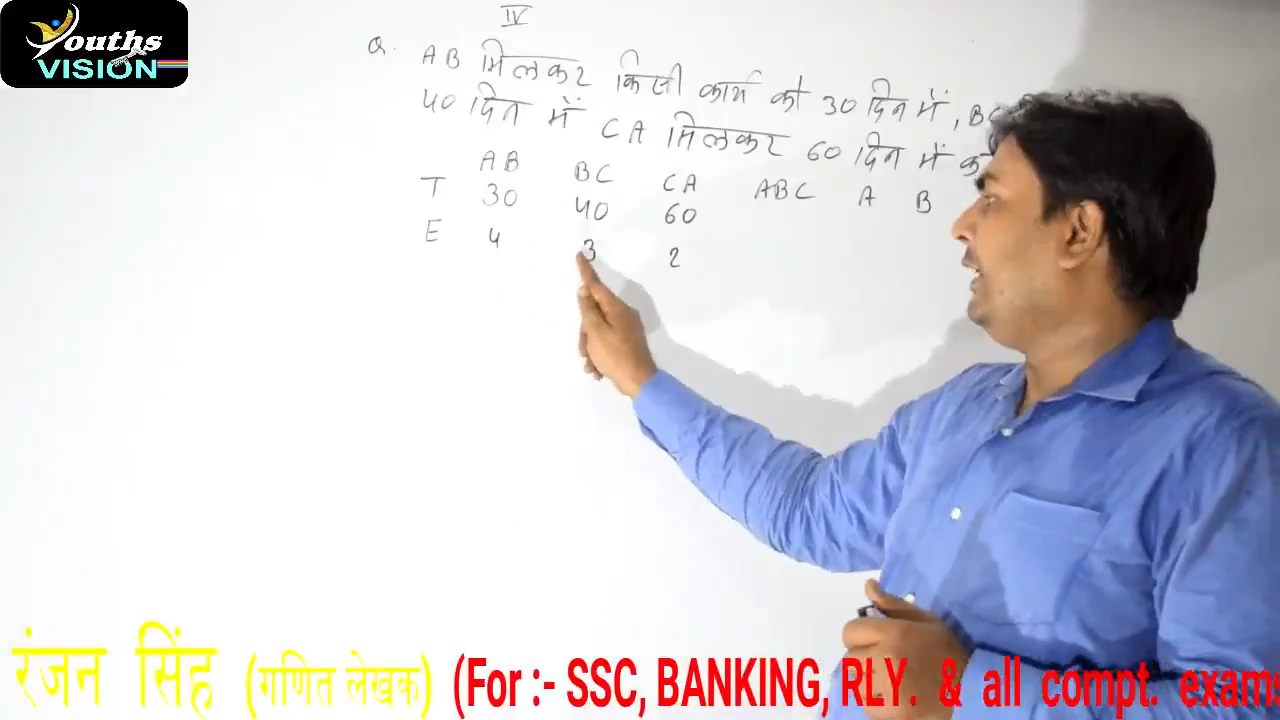 Youths
VISION
IV
Q. AB मिलकर किसी कार्य को 30 दिन में, BC
40 दिन में CA मिलकर 60 दिन में
AB BC CA ABC A B
T 30 40 60
E 4 3 2
रंजन सिंह (गणित लेखक) (For :- SSC, BANKING, RLY. & all compt. exams